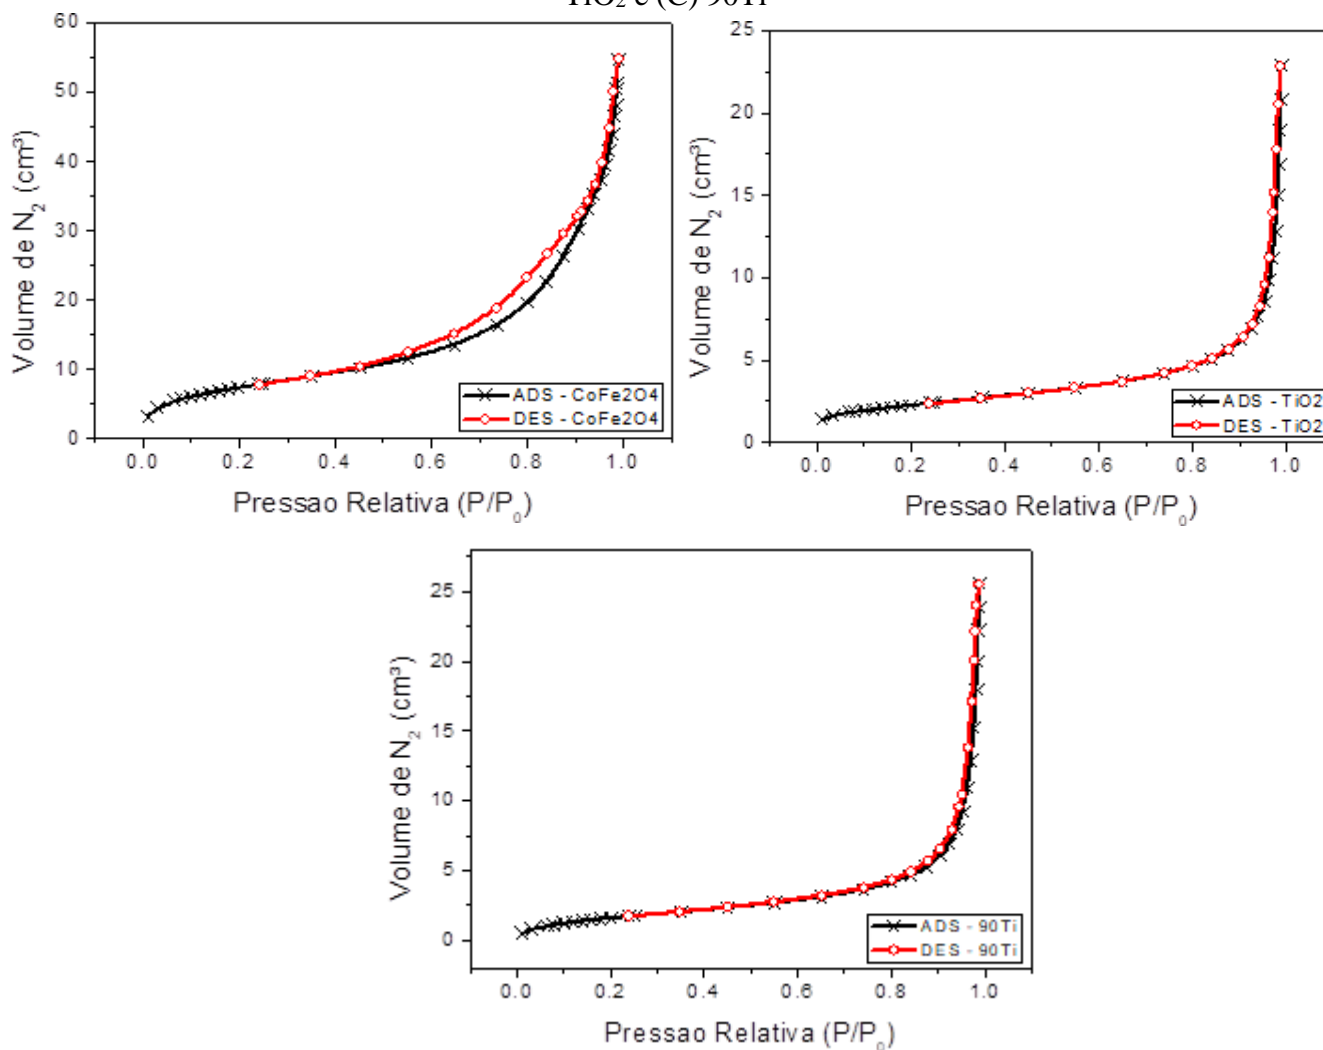 TiO₂ e (C) 90Ti
60
50
40
30
20
10
0
Volume de N₂ (cm³)
0.0 0.2 0.4 0.6 0.8 1.0
Pressao Relativa (P/P₀)
ADS - CoFe2O4
DES - CoFe2O4
25
20
15
10
5
0
Volume de N₂ (cm³)
0.0 0.2 0.4 0.6 0.8 1.0
Pressao Relativa (P/P₀)
ADS - TiO2
DES - TiO2
25
20
15
10
5
0
Volume de N₂ (cm³)
0.0 0.2 0.4 0.6 0.8 1.0
Pressao Relativa (P/P₀)
ADS - 90Ti
DES - 90Ti